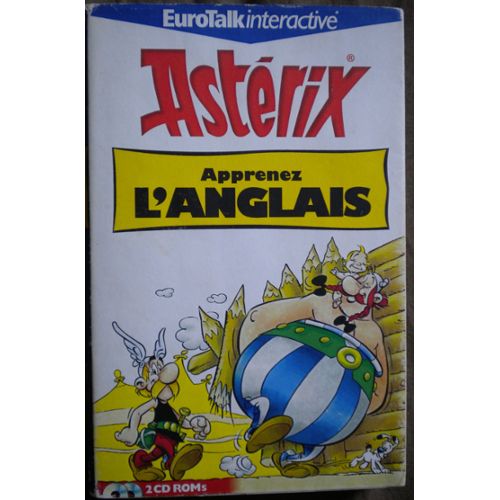 EuroTalk interactive
Astérix®
Apprenez
L'ANGLAIS
2 CD ROMs